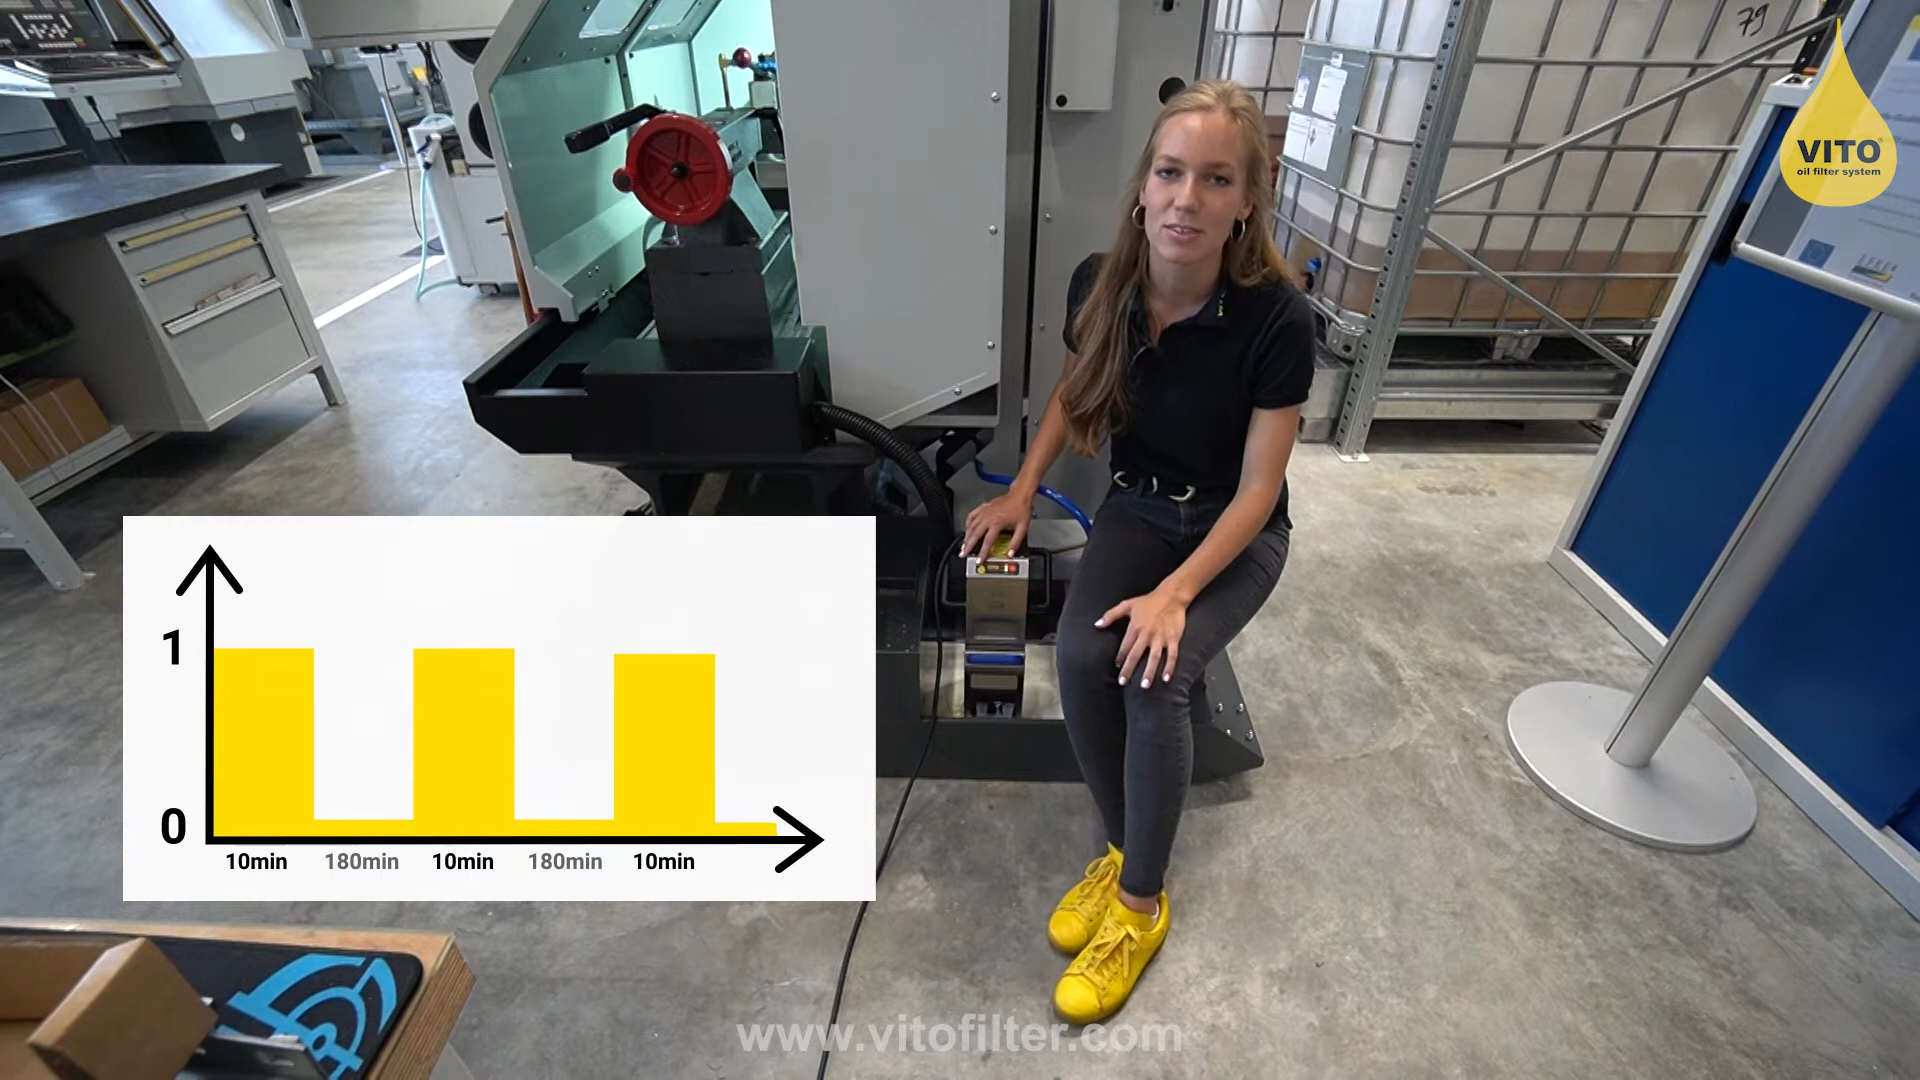 79
VITO
oil filter system
1
0
10min 180min 10min 180min 10min
www.vitofilter.com